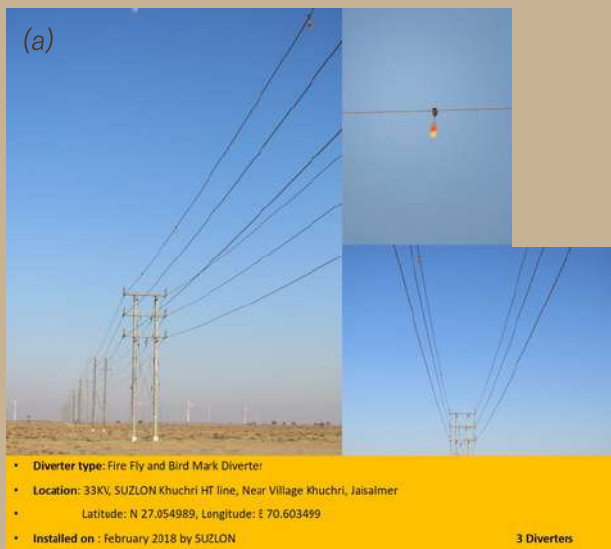 (a)
• Diverter type: Fire Fly and Bird Mark Diverter
• Location: 33KV, SUZLON Khuchri HT line, Near Village Khuchri, Jaisalmer
• Latitude: N 27.054989, Longitude: E 70.603499
• Installed on : February 2018 by SUZLON
3 Diverters